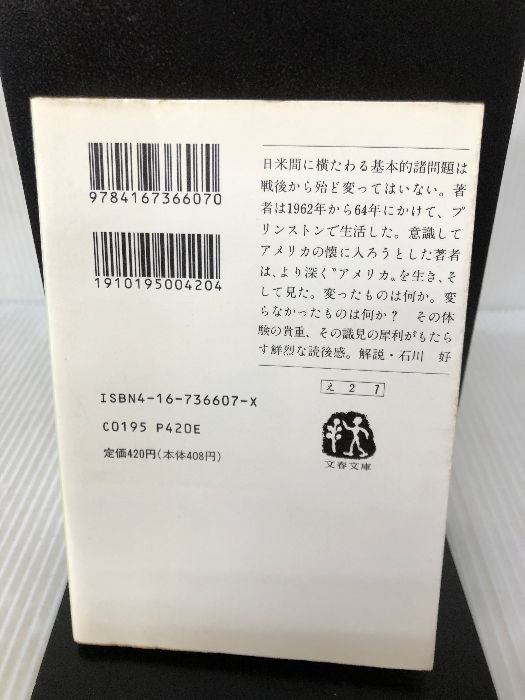 9784167366070
1910195004204
ISBN4-16-736607-X
C0195 P420E
定価420円(本体408円)
日米間に横たわる基本的諸問題は
戦後から殆ど変ってはいない。著
者は1962年から64年にかけて、プ
リンストンで生活した。意識して
アメリカの懐に入ろうとした著者
は、より深く〝アメリカ〟を生き、そ
して見た。変ったものは何か。変
らなかったものは何か? その体
験の貴重、その識見の犀利がもたら
す鮮烈な読後感。解説・石川 好
え 2 7
文春文庫